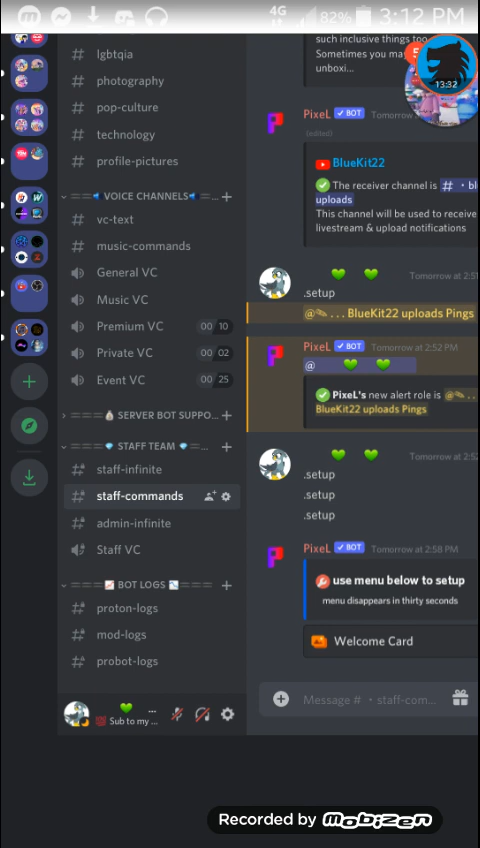 4G 82% 3:12 PM
lgbtqia
photography
pop-culture
technology
profile-pictures
VOICE CHANNELS
vc-text
music-commands
General VC
Music VC
Premium VC 00 10
Private VC 00 02
Event VC 00 25
SERVER BOT SUPPO...
STAFF TEAM
staff-infinite
staff-commands
admin-infinite
Staff VC
BOT LOGS
proton-logs
mod-logs
probot-logs
...
Sub to my ...
such inclusive things too
Sometimes you ma
unboxi...
13:32
PixeL BOT Tomorrow
(edited)
BlueKit22
The receiver channel is # • bl
uploads
This channel will be used to receive
livestream & upload notifications
Tomorrow at 2:51
.setup
@✏️... BlueKit22 uploads Pings
PixeL BOT Tomorrow at 2:52 PM
@
PixeL's new alert role is @✏️...
BlueKit22 uploads Pings
Tomorrow at 2:52
.setup
.setup
.setup
PixeL BOT Tomorrow at 2:58 PM
use menu below to setup
menu disappears in thirty seconds
Welcome Card
Message # • staff-com...
Recorded by mobizen